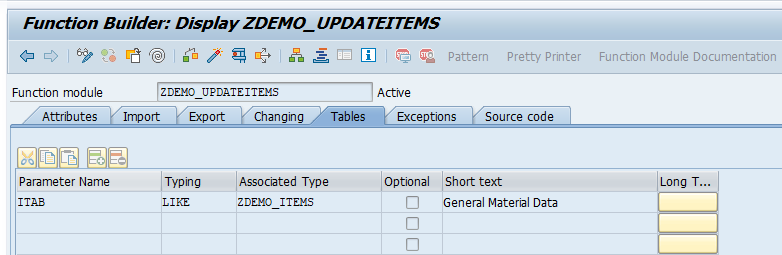 Function Builder: Display ZDEMO_UPDATEITEMS
Pattern Pretty Printer Function Module Documentation
Function module ZDEMO_UPDATEITEMS Active
Attributes Import Export Changing Tables Exceptions Source code
Parameter Name Typing Associated Type Optional Short text Long T...
ITAB LIKE ZDEMO_ITEMS General Material Data